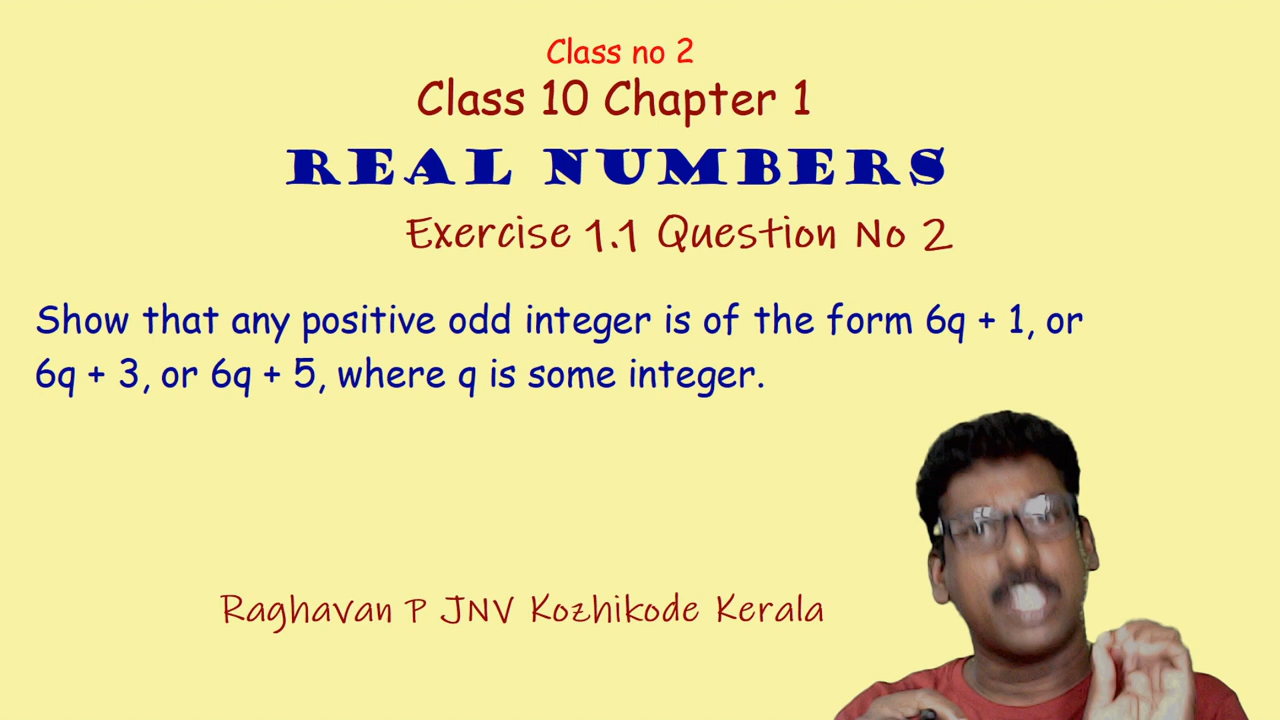 Class no 2
Class 10 Chapter 1
REAL NUMBERS
Exercise 1.1 Question No 2
Show that any positive odd integer is of the form 6q + 1, or
6q + 3, or 6q + 5, where q is some integer.
Raghavan P JNV Kozhikode Kerala